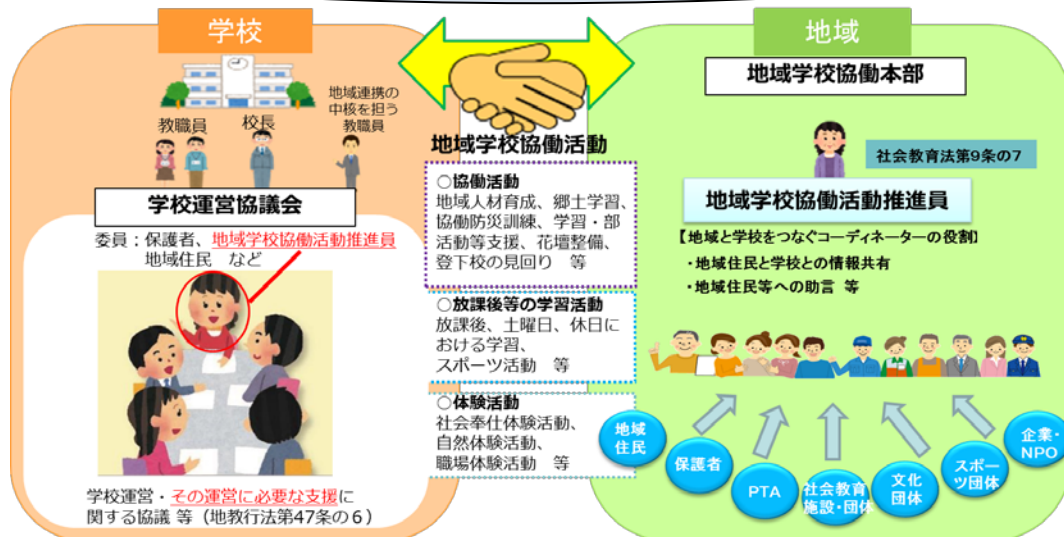 学校
教職員
校長
地域連携の
中核を担う
教職員
学校運営協議会
委員:保護者、地域学校協働活動推進員
地域住民 など
学校運営・その運営に必要な支援に
関する協議 等(地教行法第47条の6)
地域学校協働活動
○協働活動
地域人材育成、郷土学習、
協働防災訓練、学習・部
活動等支援、花壇整備、
登下校の見回り 等
○放課後等の学習活動
放課後、土曜日、休日に
おける学習、
スポーツ活動 等
○体験活動
社会奉仕体験活動、
自然体験活動、
職場体験活動 等
地域
地域学校協働本部
社会教育法第9条の7
地域学校協働活動推進員
【地域と学校をつなぐコーディネーターの役割】
・地域住民と学校との情報共有
・地域住民等への助言 等
地域
住民
保護者
PTA
社会教育
施設・団体
文化
団体
スポー
ツ団体
企業・
NPO